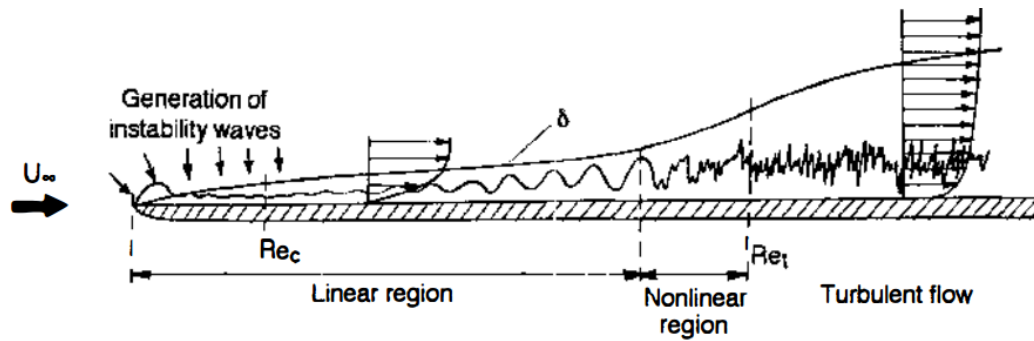 Generation of
instability waves
δ
U∞
Re_c
Re_t
Linear region
Nonlinear
region
Turbulent flow